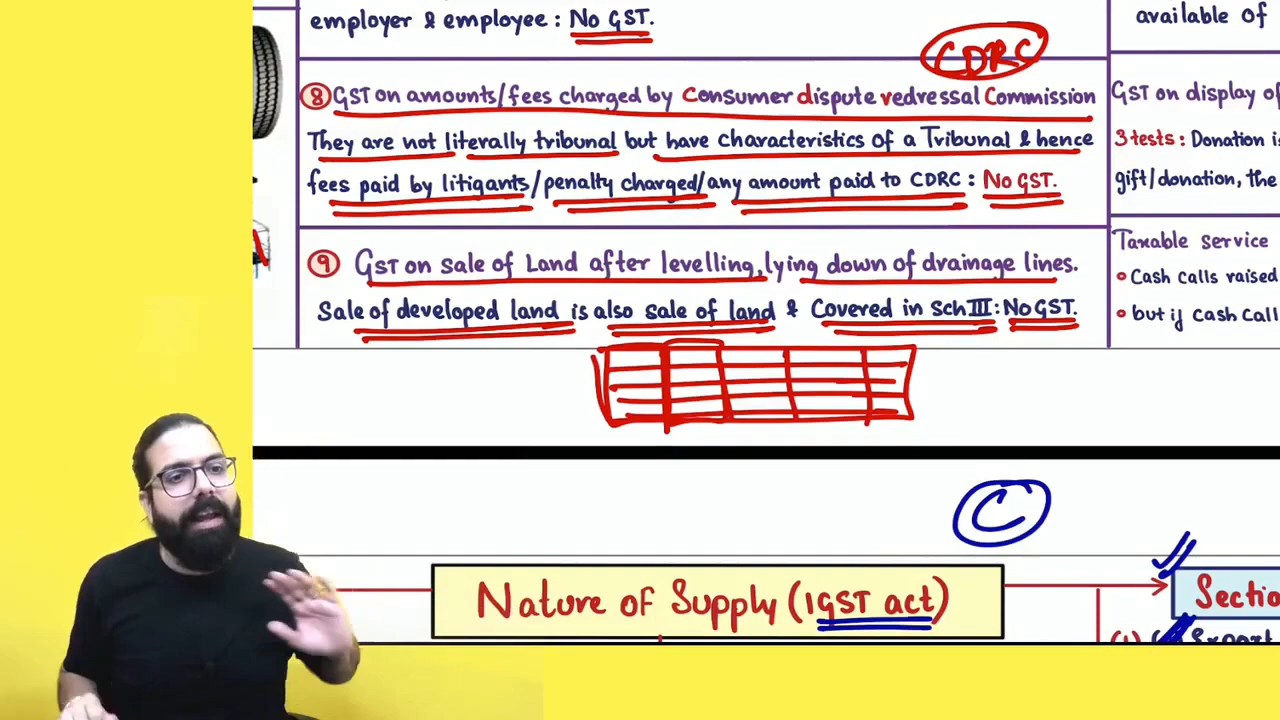 employer & employee : No GST.
CDRC
⑧ GST on amounts/fees charged by Consumer dispute redressal Commission
They are not literally tribunal but have characteristics of a Tribunal & hence
fees paid by litigants/penalty charged/any amount paid to CDRC : No GST.
⑨ GST on sale of Land after levelling, lying down of drainage lines.
Sale of developed land is also sale of land & Covered in Sch III : No GST.
available of
GST on display of
3 tests : Donation is
gift/donation, the
Taxable service
Cash calls raised
but if Cash Call
C
Nature of Supply (IGST act)
Sectio
(1)
Export